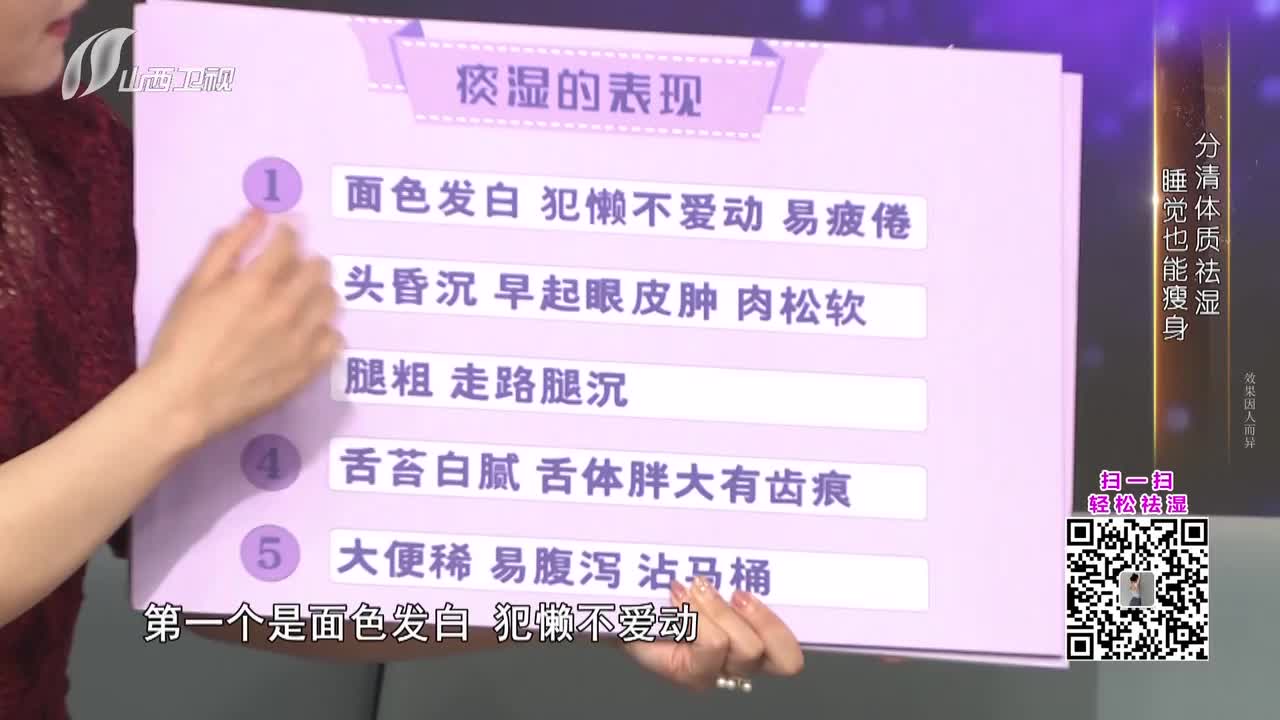 山西卫视
痰湿的表现
1
面色发白 犯懒不爱动 易疲倦
头昏沉 早起眼皮肿 肉松软
腿粗 走路腿沉
4
舌苔白腻 舌体胖大有齿痕
5
大便稀 易腹泻 沾马桶
第一个是面色发白 犯懒不爱动
分清体质祛湿
睡觉也能瘦身
效果因人而异
扫一扫
轻松祛湿